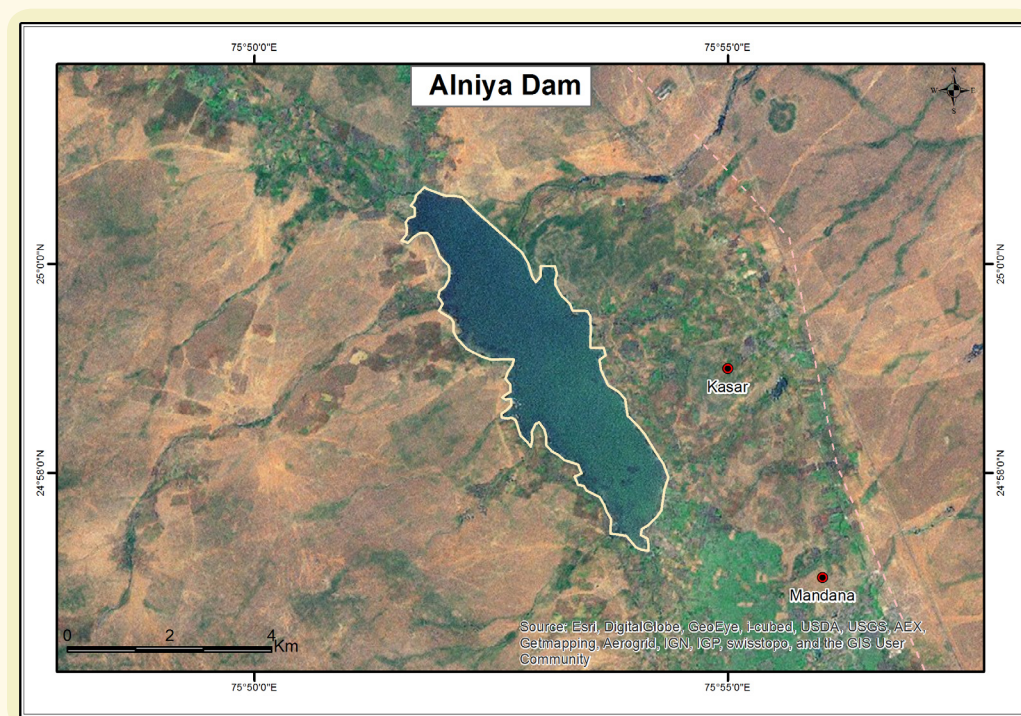 75°50'0"E 75°55'0"E
Alniya Dam
N
W E
S
25°0'0"N 25°0'0"N
Kasar
24°58'0"N 24°58'0"N
Mandana
0 2 4
Km
Source: Esri, DigitalGlobe, GeoEye, i-cubed, USDA, USGS, AEX,
Getmapping, Aerogrid, IGN, IGP, swisstopo, and the GIS User
Community
75°50'0"E 75°55'0"E